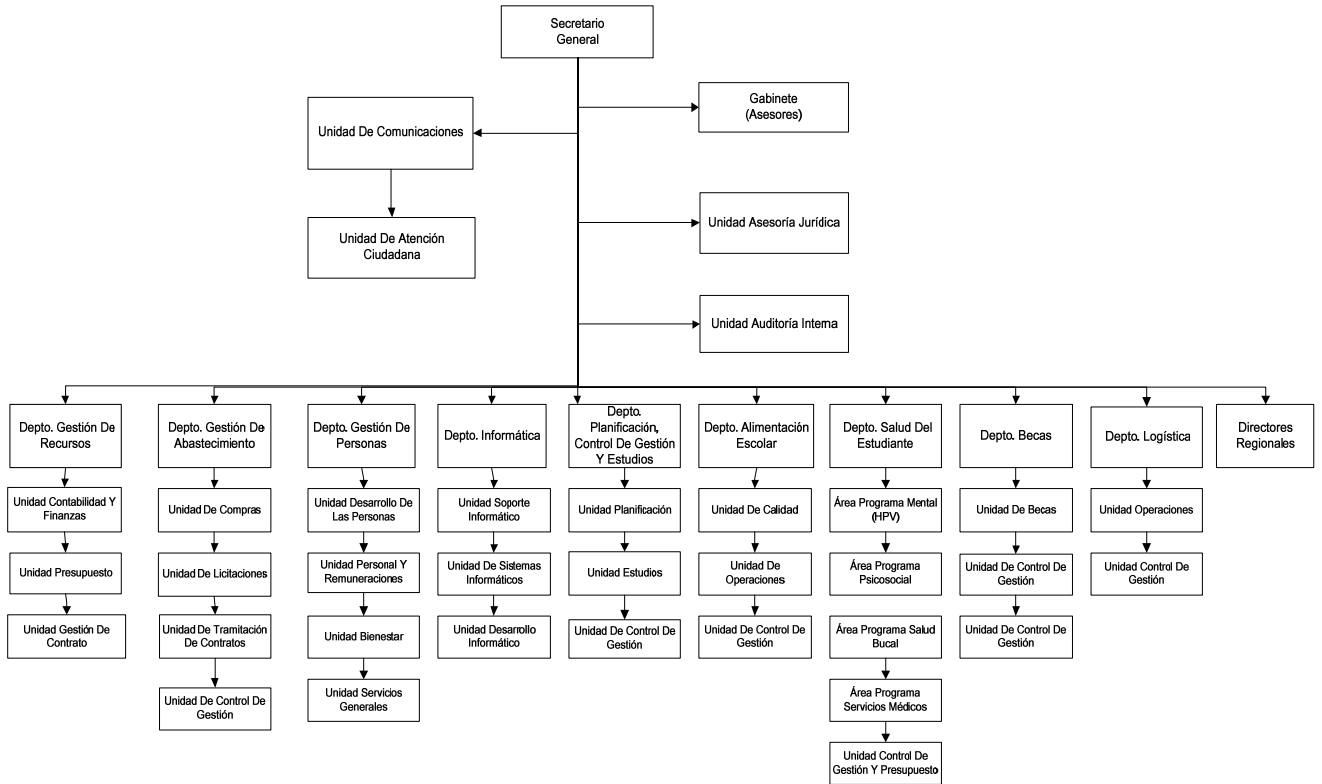 Secretario
General
Gabinete
(Asesores)
Unidad De Comunicaciones
Unidad Asesoría Jurídica
Unidad De Atención
Ciudadana
Unidad Auditoría Interna
Depto. Gestión De
Recursos
Depto. Gestión De
Abastecimiento
Depto. Gestión De
Personas
Depto. Informática
Depto.
Planificación,
Control De Gestión
Y Estudios
Depto. Alimentación
Escolar
Depto. Salud Del
Estudiante
Depto. Becas
Depto. Logística
Directores
Regionales
Unidad Contabilidad Y
Finanzas
Unidad De Compras
Unidad Desarrollo De
Las Personas
Unidad Soporte
Informático
Unidad Planificación
Unidad De Calidad
Área Programa Mental
(HPV)
Unidad De Becas
Unidad Operaciones
Unidad Presupuesto
Unidad De Licitaciones
Unidad Personal Y
Remuneraciones
Unidad De Sistemas
Informáticos
Unidad Estudios
Unidad De
Operaciones
Área Programa
Psicosocial
Unidad De Control De
Gestión
Unidad Control De
Gestión
Unidad Gestión De
Contrato
Unidad De Tramitación
De Contratos
Unidad Bienestar
Unidad Desarrollo
Informático
Unidad De Control De
Gestión
Unidad De Control De
Gestión
Área Programa Salud
Bucal
Unidad De Control De
Gestión
Unidad De Control De
Gestión
Unidad Servicios
Generales
Área Programa
Servicios Médicos
Unidad Control De
Gestión Y Presupuesto